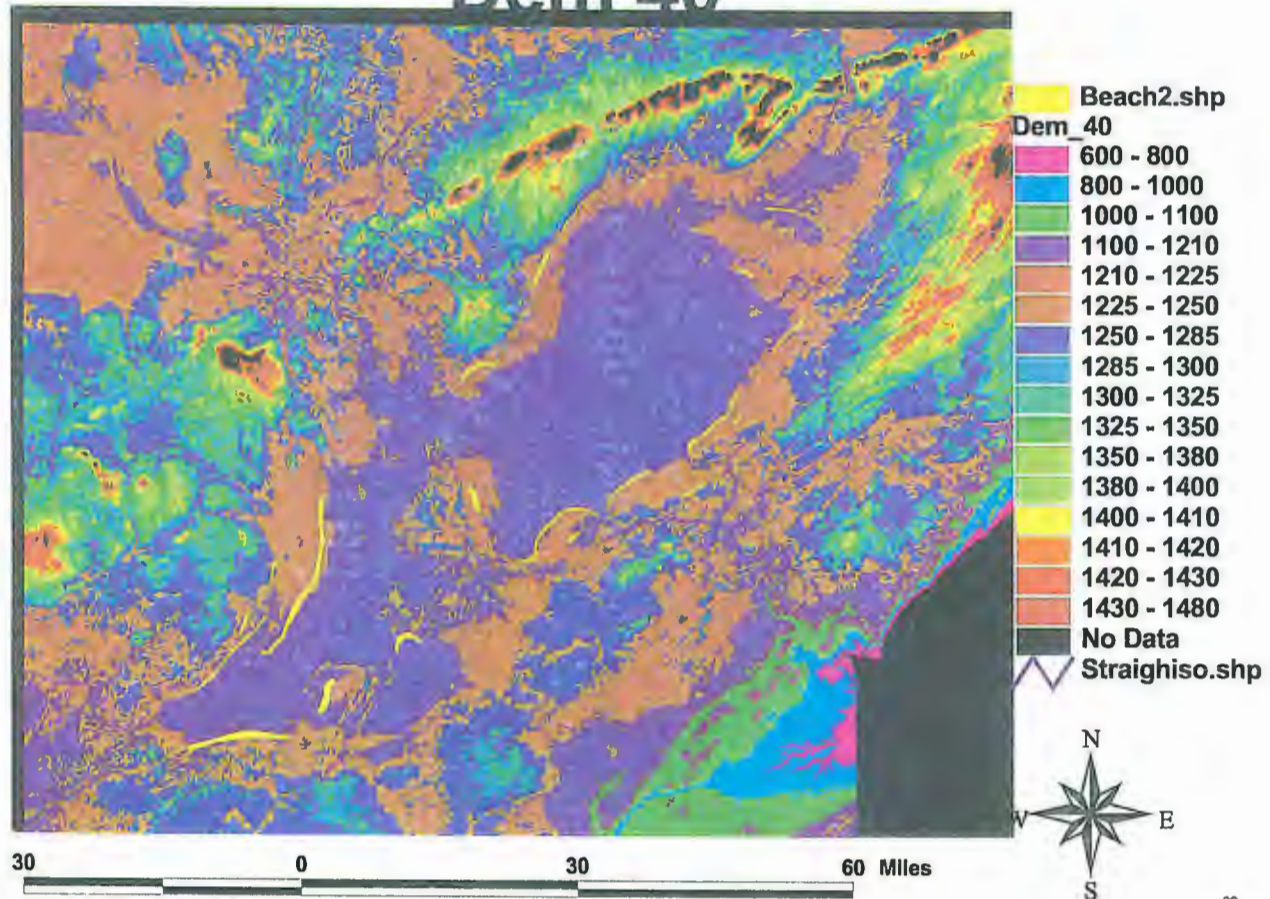 Dem 40
Beach2.shp
Dem_40
600 - 800
800 - 1000
1000 - 1100
1100 - 1210
1210 - 1225
1225 - 1250
1250 - 1285
1285 - 1300
1300 - 1325
1325 - 1350
1350 - 1380
1380 - 1400
1400 - 1410
1410 - 1420
1420 - 1430
1430 - 1480
No Data
Straighiso.shp
N
W E
S
30 0 30 60 Miles